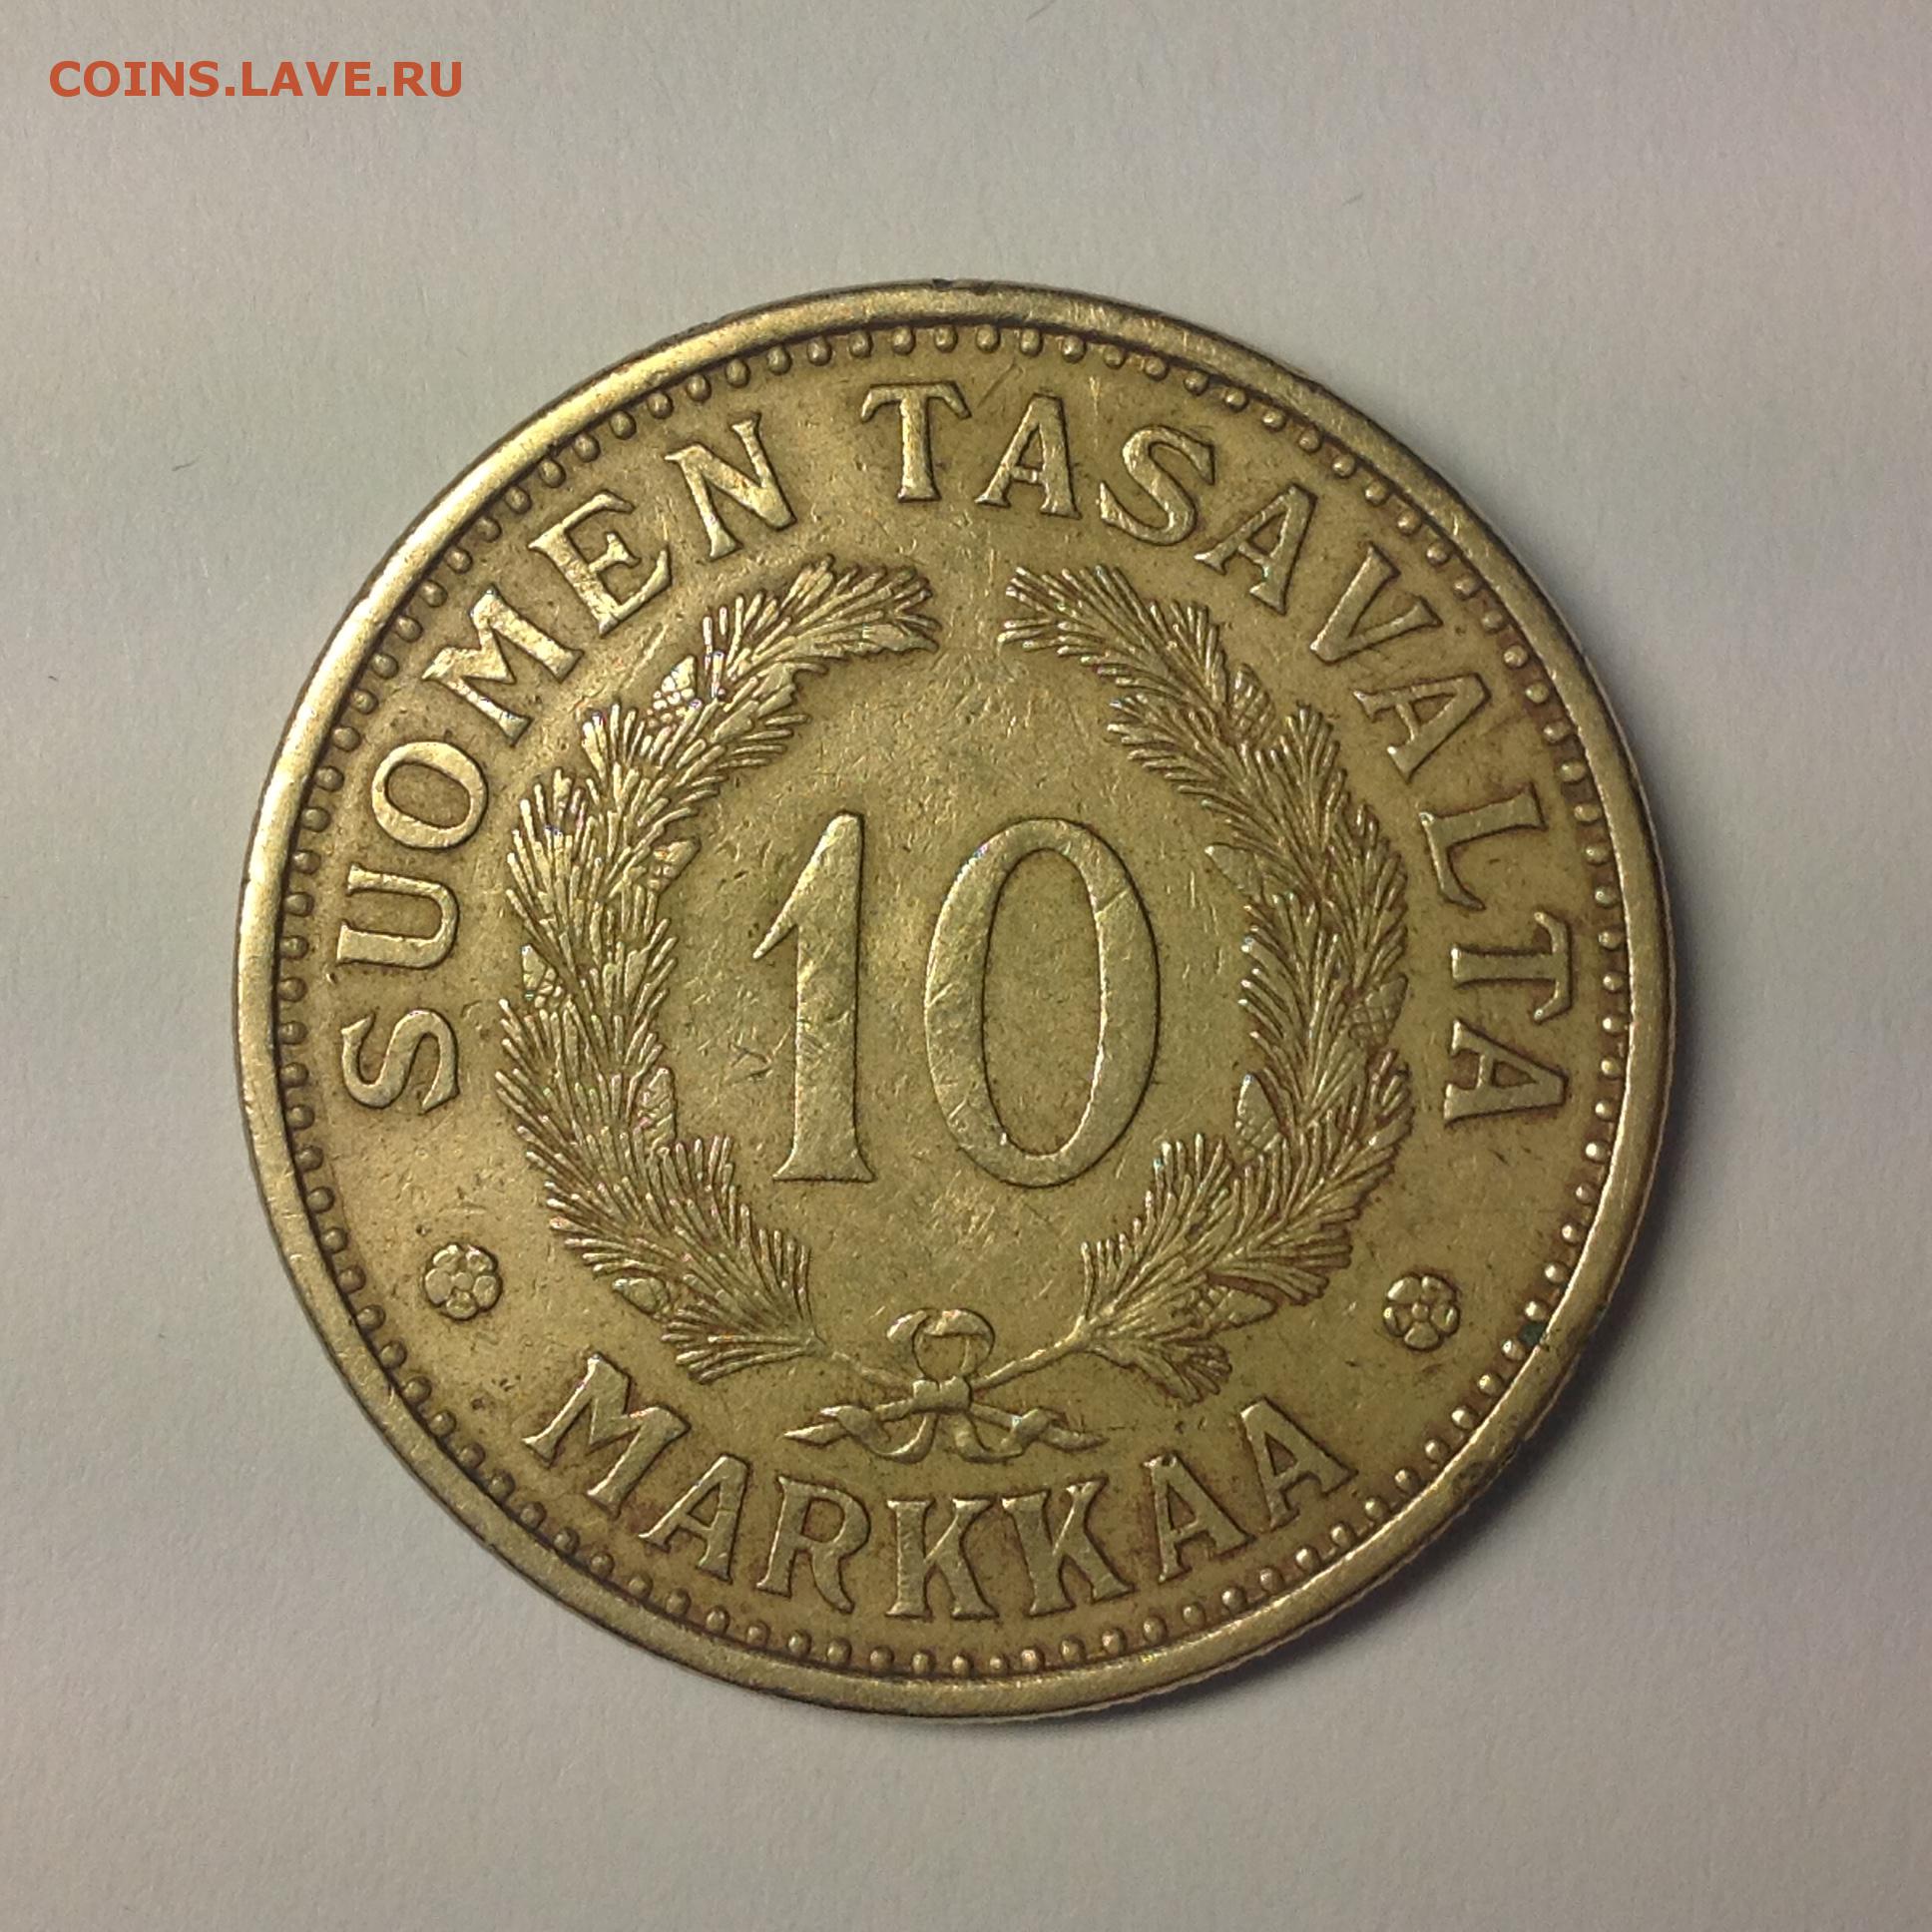 COINS.LAVE.RU
SUOMEN TASAVALTA
10
MARKKAA